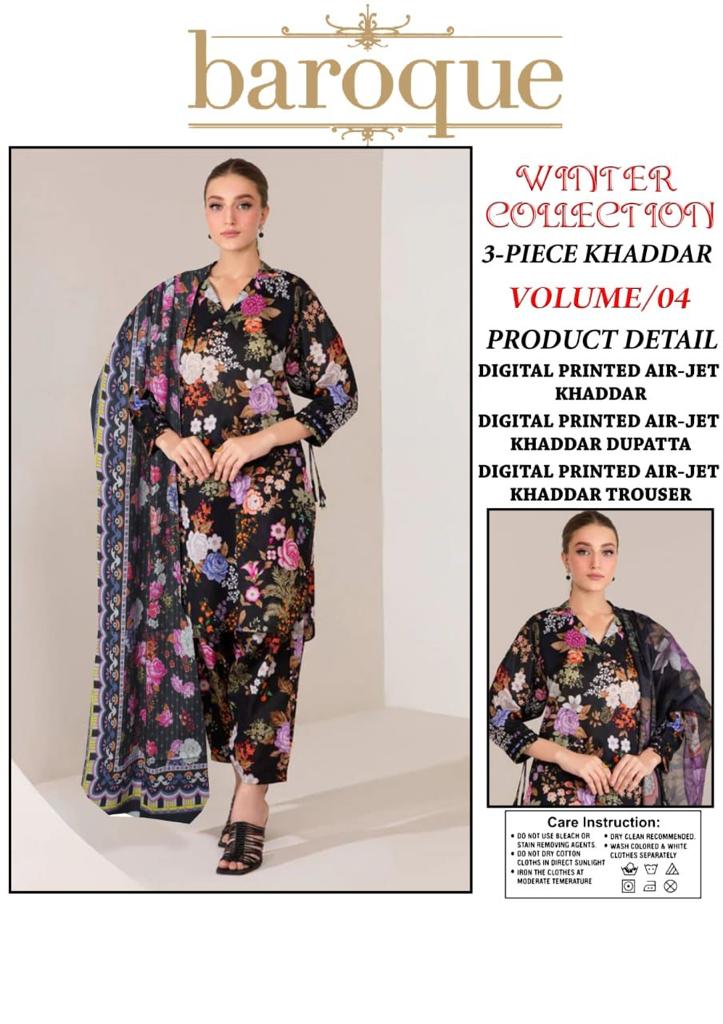 baroque
WINTER
COLLECTION
3-PIECE KHADDAR
VOLUME/04
PRODUCT DETAIL
DIGITAL PRINTED AIR-JET
KHADDAR
DIGITAL PRINTED AIR-JET
KHADDAR DUPATTA
DIGITAL PRINTED AIR-JET
KHADDAR TROUSER
Care Instruction:
• DO NOT USE BLEACH OR
STAIN REMOVING AGENTS.
• DO NOT DRY COTTON
CLOTHS IN DIRECT SUNLIGHT
• IRON THE CLOTHES AT
MODERATE TEMERATURE
• DRY CLEAN RECOMMENDED.
• WASH COLORED & WHITE
CLOTHES SEPARATELY